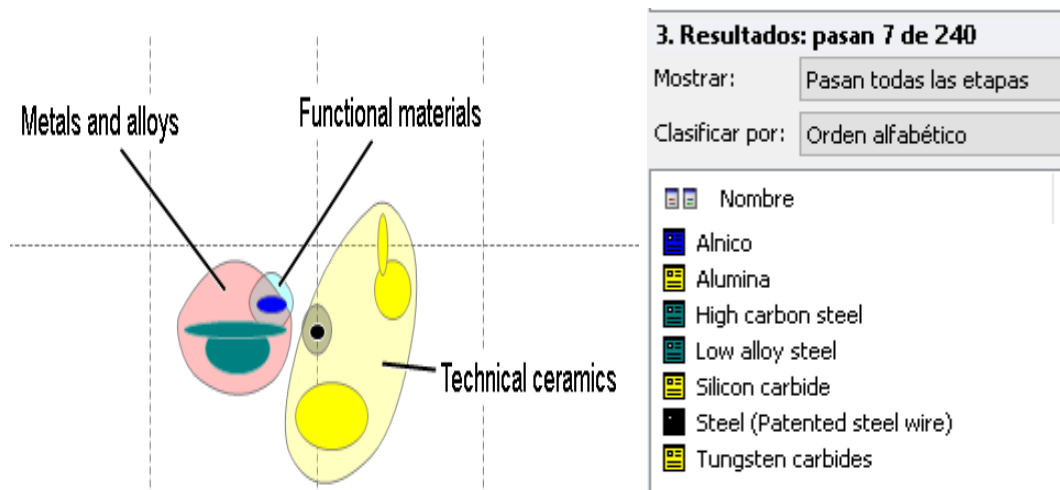 Metals and alloys
Functional materials
Technical ceramics
3. Resultados: pasan 7 de 240
Mostrar: Pasan todas las etapas
Clasificar por: Orden alfabético
Nombre
Alnico
Alumina
High carbon steel
Low alloy steel
Silicon carbide
Steel (Patented steel wire)
Tungsten carbides